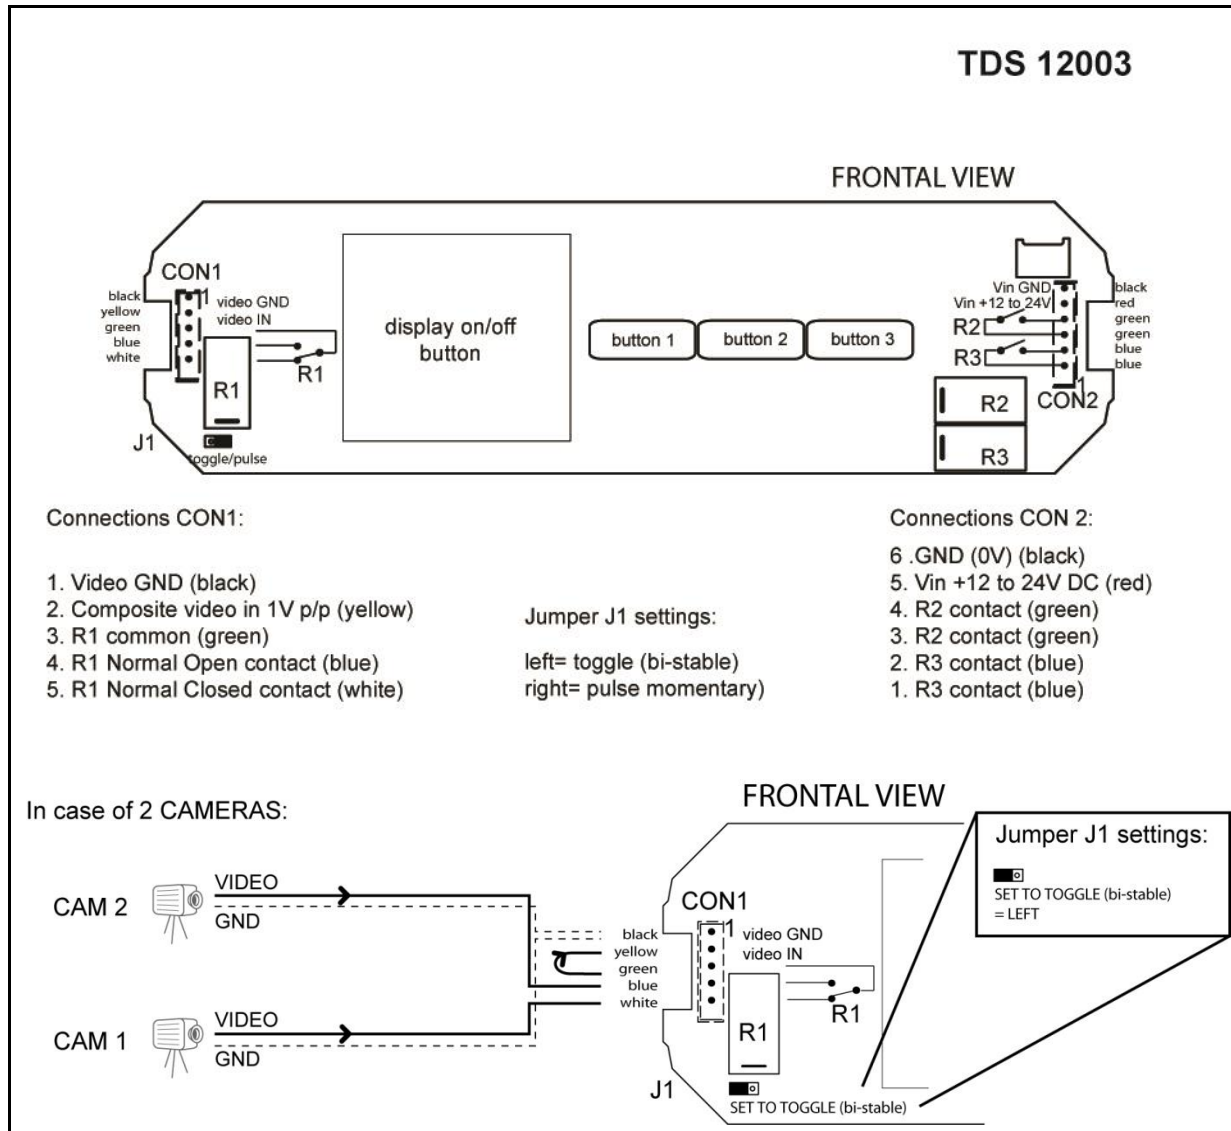 TDS 12003
FRONTAL VIEW
CON1
1
black
yellow
green
blue
white
video GND
video IN
R1
R1
J1
toggle/pulse
display on/off
button
button 1
button 2
button 3
Vin GND
Vin +12 to 24V
R2
R3
black
red
green
green
blue
blue
1
CON2
R2
R3
Connections CON1:
1. Video GND (black)
2. Composite video in 1V p/p (yellow)
3. R1 common (green)
4. R1 Normal Open contact (blue)
5. R1 Normal Closed contact (white)
Jumper J1 settings:
left= toggle (bi-stable)
right= pulse momentary)
Connections CON 2:
6 .GND (0V) (black)
5. Vin +12 to 24V DC (red)
4. R2 contact (green)
3. R2 contact (green)
2. R3 contact (blue)
1. R3 contact (blue)
In case of 2 CAMERAS:
CAM 2
VIDEO
GND
CAM 1
VIDEO
GND
FRONTAL VIEW
CON1
1
black
yellow
green
blue
white
video GND
video IN
R1
R1
J1
SET TO TOGGLE (bi-stable)
Jumper J1 settings:
SET TO TOGGLE (bi-stable)
= LEFT